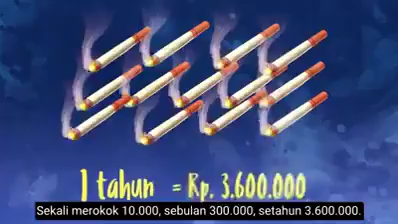 1 tahun = Rp. 3.600.000
Sekali merokok 10.000, sebulan 300.000, setahun 3.600.000.